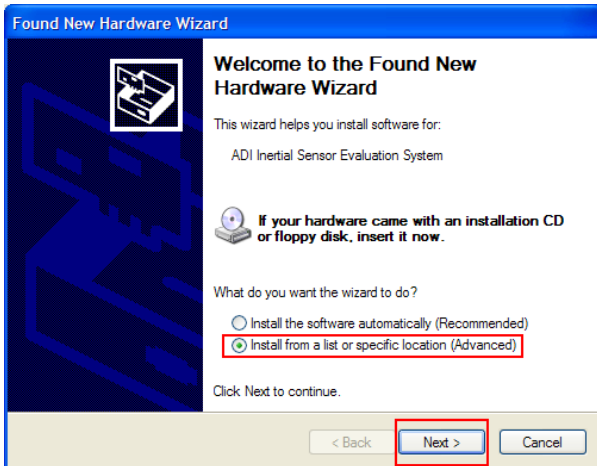 Found New Hardware Wizard
Welcome to the Found New
Hardware Wizard
This wizard helps you install software for:
ADI Inertial Sensor Evaluation System
If your hardware came with an installation CD
or floppy disk, insert it now.
What do you want the wizard to do?
Install the software automatically (Recommended)
Install from a list or specific location (Advanced)
Click Next to continue.
< Back Next > Cancel